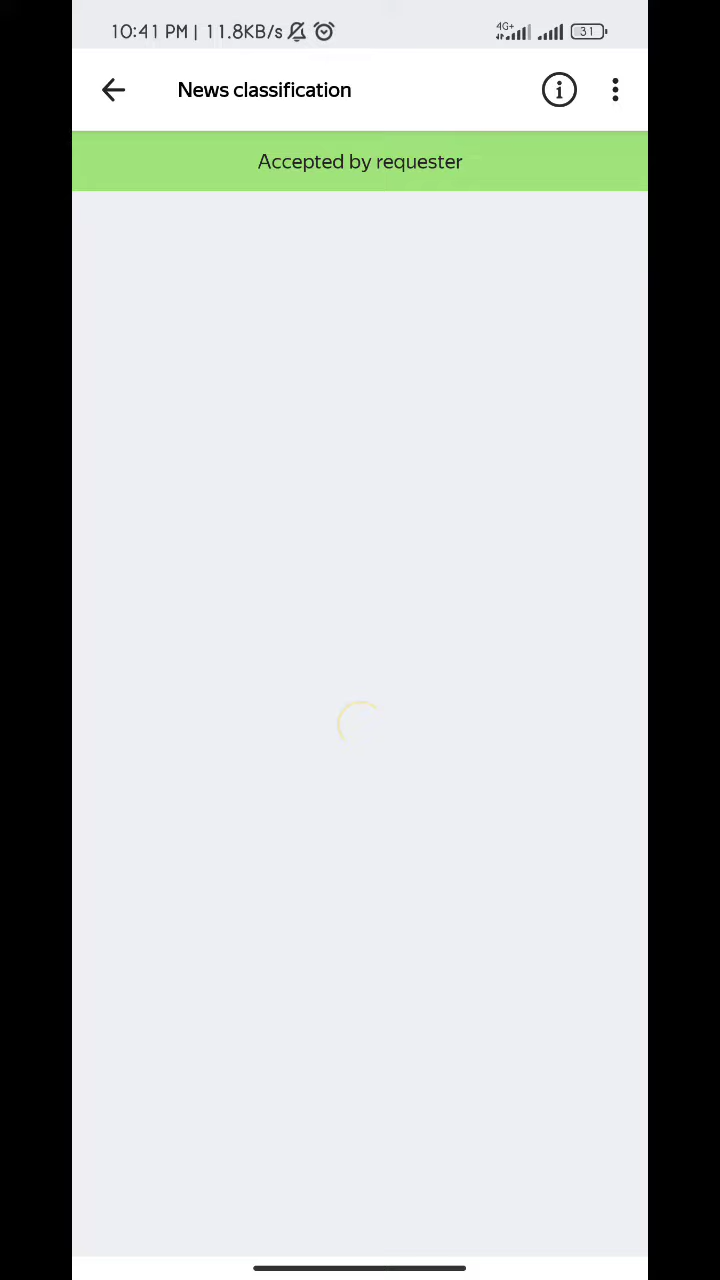 10:41 PM | 11.8KB/s 4G+ 31
News classification
Accepted by requester